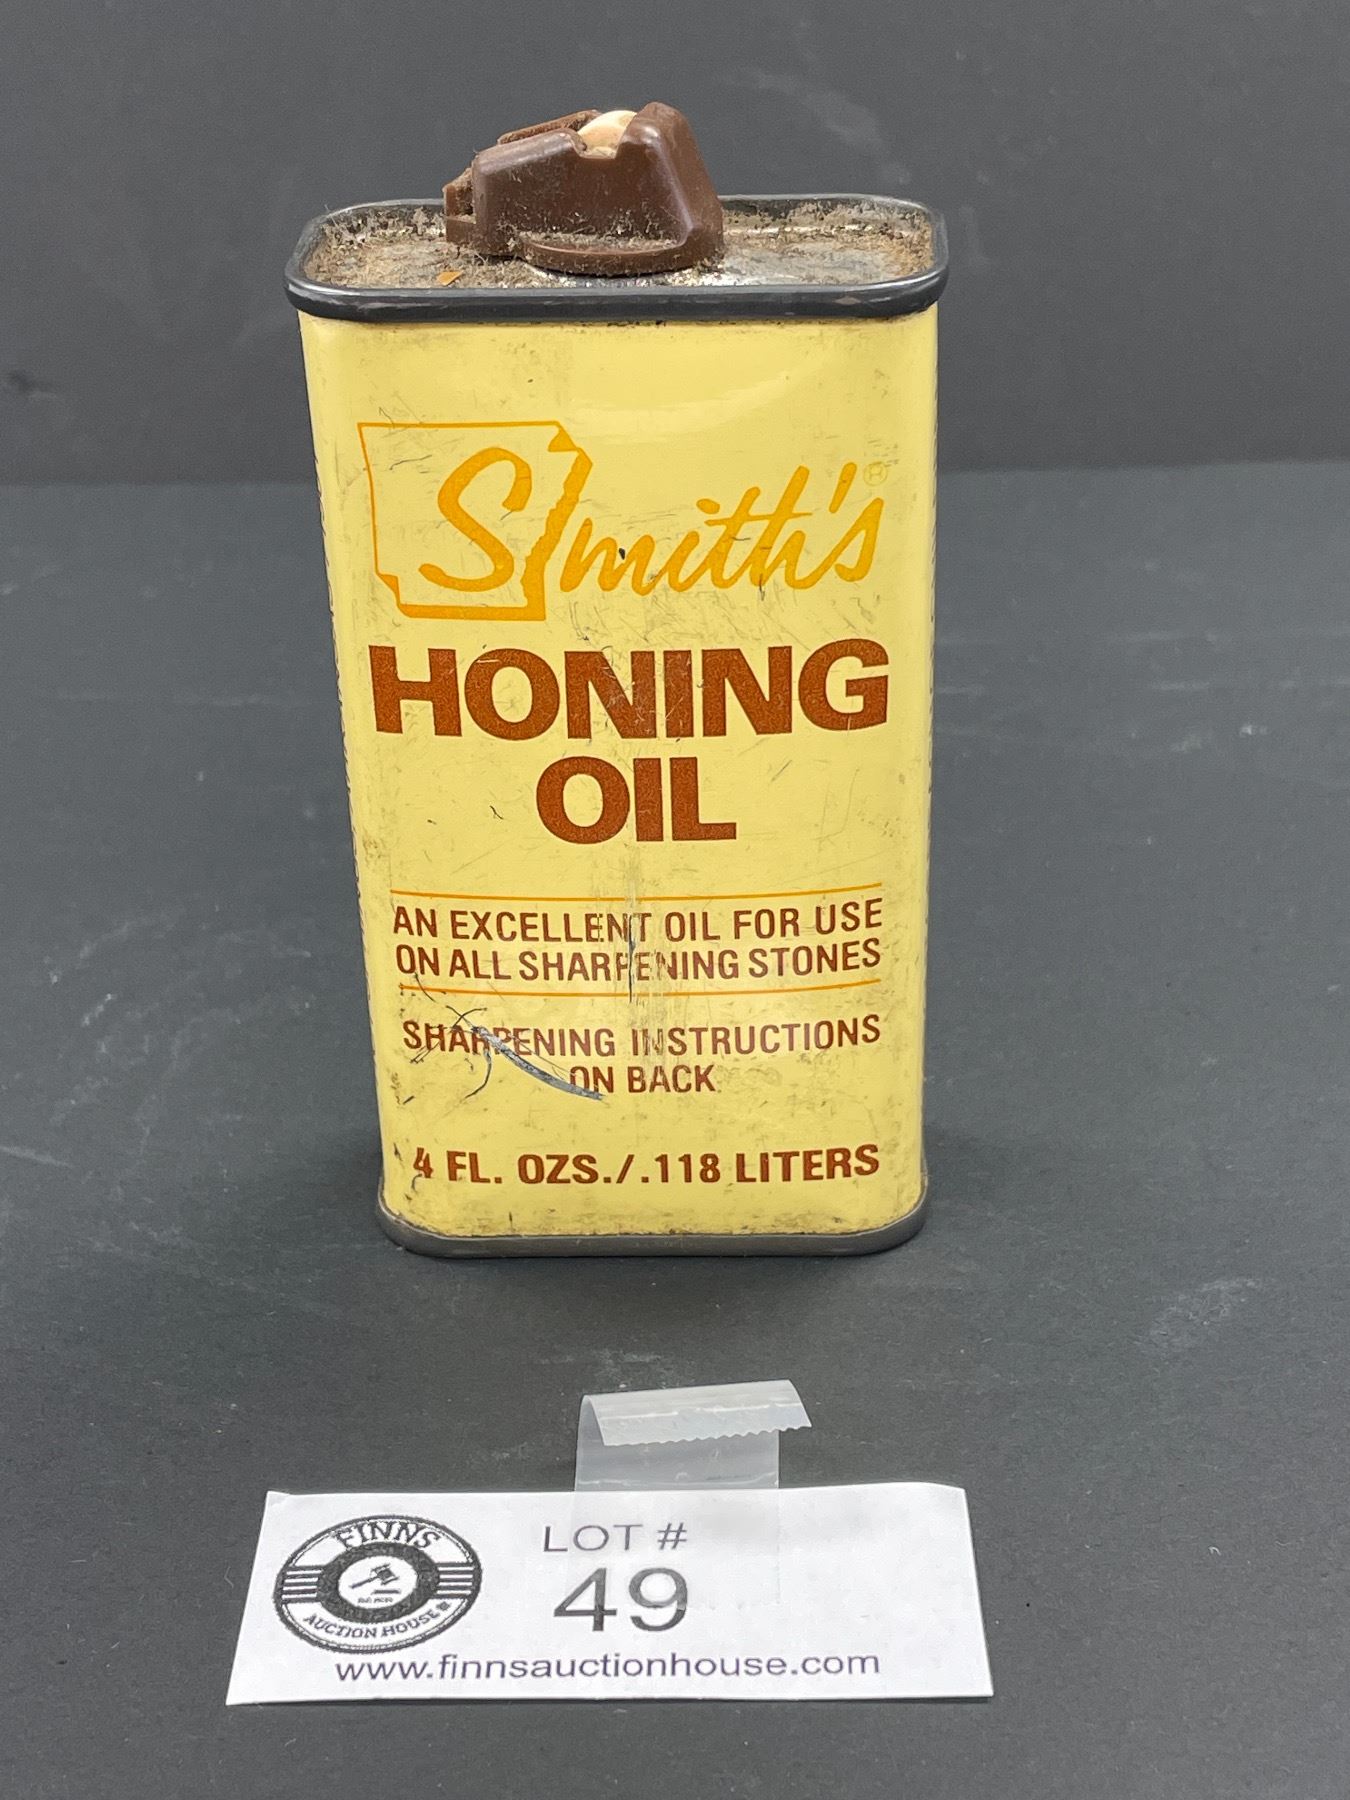 Smith's®
HONING
OIL
AN EXCELLENT OIL FOR USE
ON ALL SHARPENING STONES
SHARPENING INSTRUCTIONS
ON BACK
4 FL. OZS./.118 LITERS
FINNS
AUCTION HOUSE
LOT #
49
www.finnsauctionhouse.com